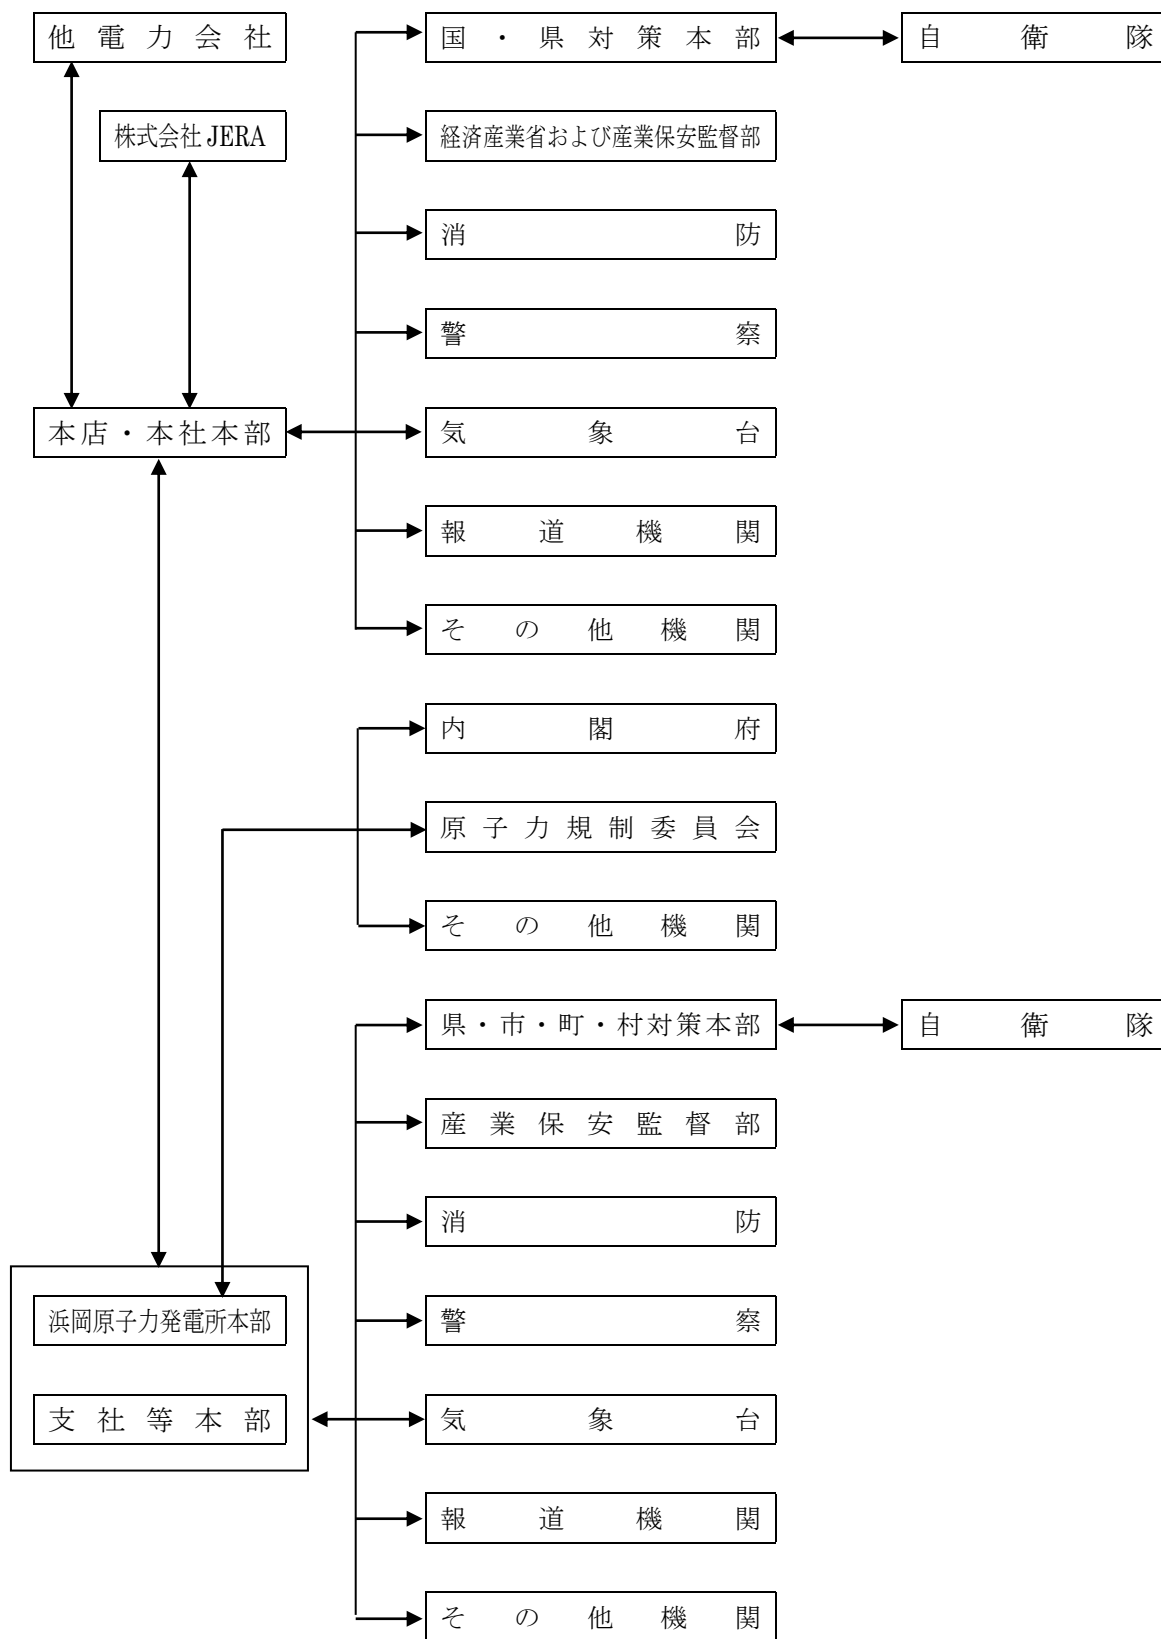 他電力会社
国・県対策本部
自衛隊
株式会社 JERA
経済産業省および産業保安監督部
消防
警察
本店・本社本部
気象台
報道機関
その他機関
内閣府
原子力規制委員会
その他機関
県・市・町・村対策本部
自衛隊
産業保安監督部
消防
浜岡原子力発電所本部
警察
支社等本部
気象台
報道機関
その他機関